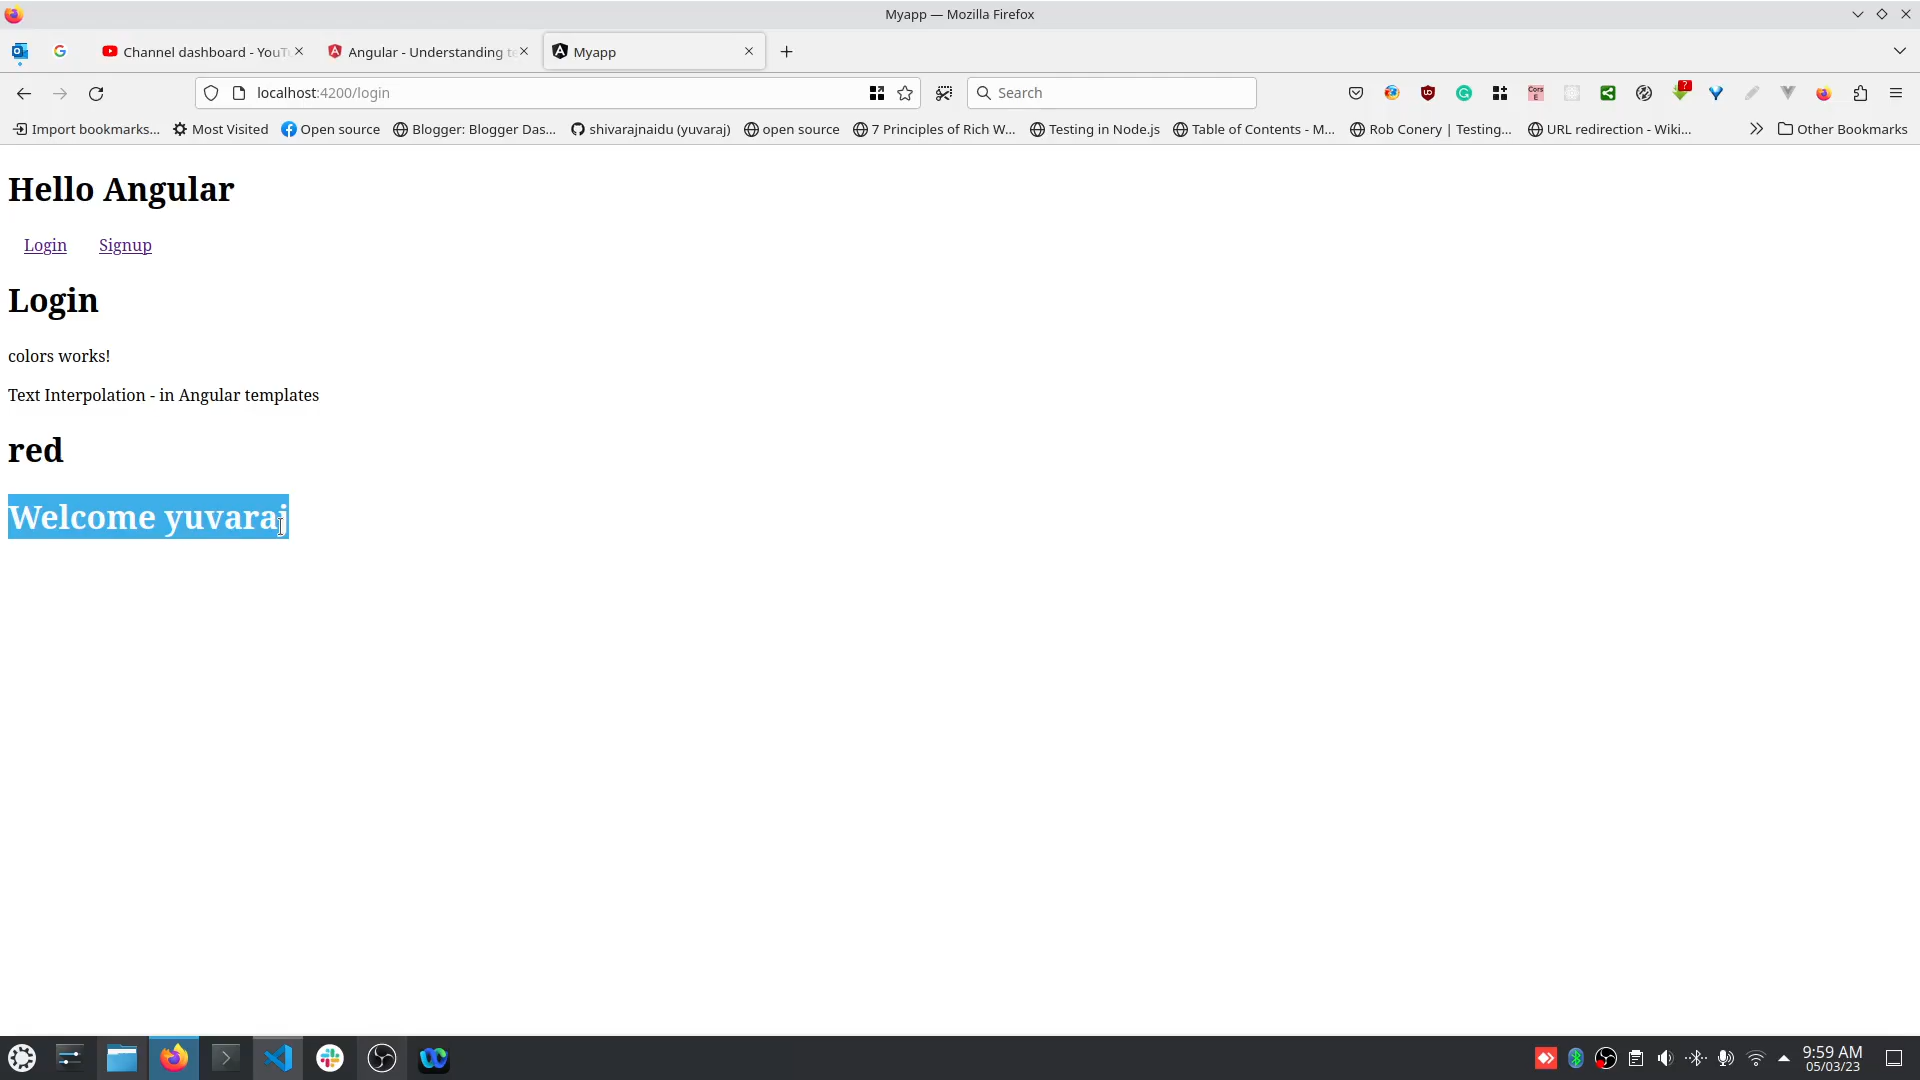 Myapp — Mozilla Firefox
Channel dashboard - YouTu
Angular - Understanding te
Myapp
localhost:4200/login
Search
Import bookmarks...
Most Visited
Open source
Blogger: Blogger Das...
shivarajnaidu (yuvaraj)
open source
7 Principles of Rich W...
Testing in Node.js
Table of Contents - M...
Rob Conery | Testing...
URL redirection - Wiki...
Other Bookmarks
Hello Angular
Login Signup
Login
colors works!
Text Interpolation - in Angular templates
red
Welcome yuvaraj
9:59 AM
05/03/23